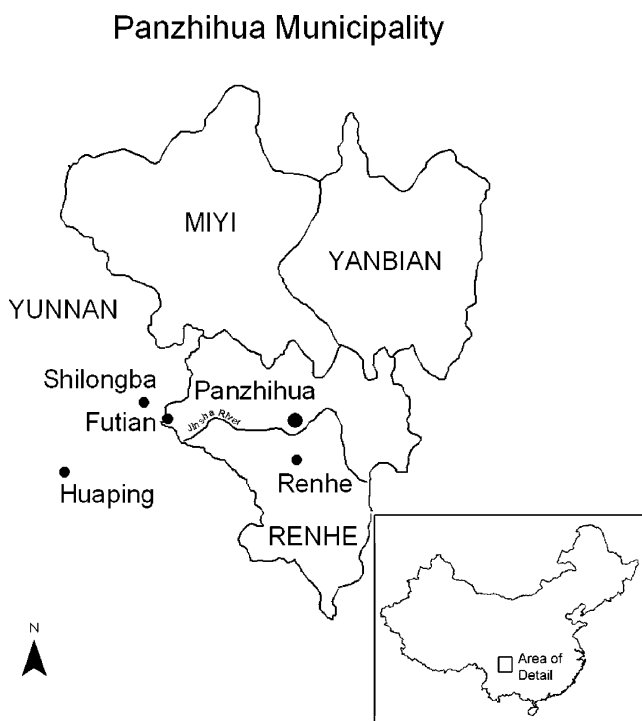 Panzhihua Municipality
MIYI
YANBIAN
YUNNAN
Shilongba
Panzhihua
Futian
Jinsha River
Huaping
Renhe
RENHE
N
Area of
Detail